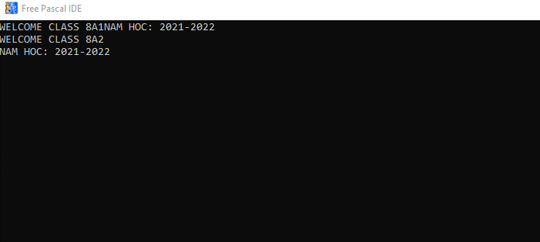 Free Pascal IDE
WELCOME CLASS 8A1NAM HOC: 2021-2022
WELCOME CLASS 8A2
NAM HOC: 2021-2022